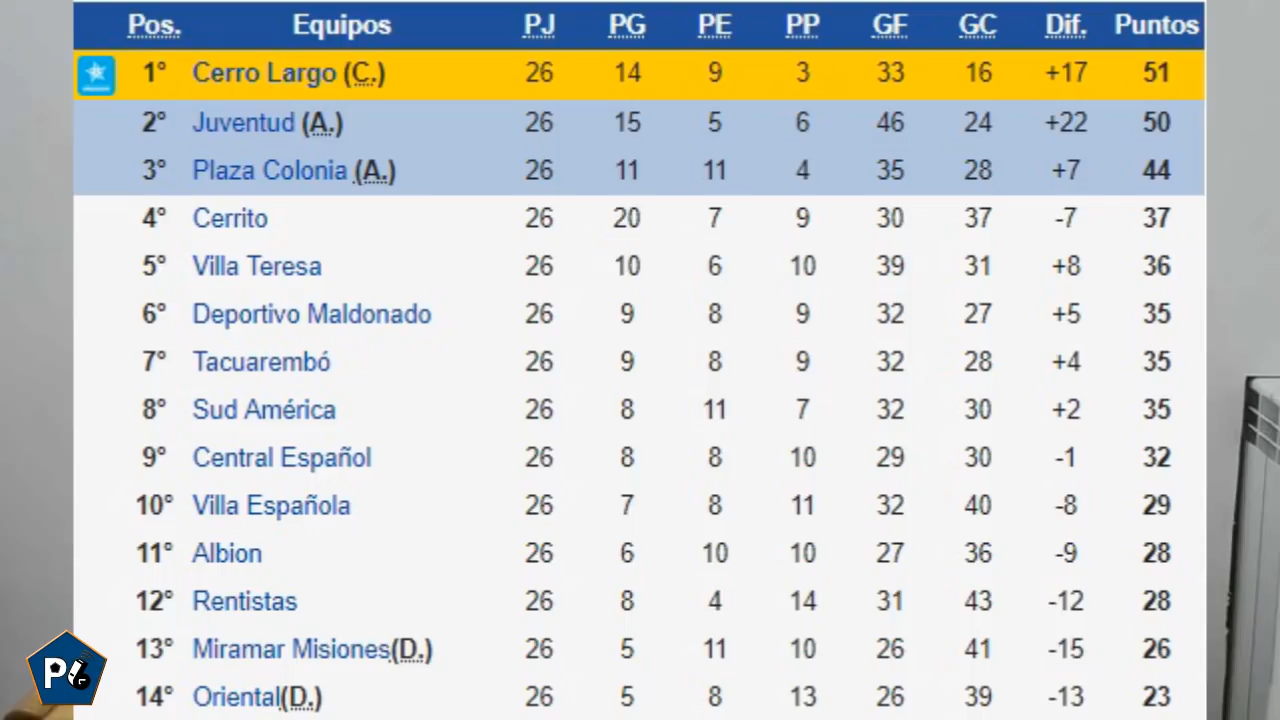 Pos. Equipos PJ PG PE PP GF GC Dif. Puntos
1° Cerro Largo (C.) 26 14 9 3 33 16 +17 51
2° Juventud (A.) 26 15 5 6 46 24 +22 50
3° Plaza Colonia (A.) 26 11 11 4 35 28 +7 44
4° Cerrito 26 20 7 9 30 37 -7 37
5° Villa Teresa 26 10 6 10 39 31 +8 36
6° Deportivo Maldonado 26 9 8 9 32 27 +5 35
7° Tacuarembó 26 9 8 9 32 28 +4 35
8° Sud América 26 8 11 7 32 30 +2 35
9° Central Español 26 8 8 10 29 30 -1 32
10° Villa Española 26 7 8 11 32 40 -8 29
11° Albion 26 6 10 10 27 36 -9 28
12° Rentistas 26 8 4 14 31 43 -12 28
13° Miramar Misiones(D.) 26 5 11 10 26 41 -15 26
14° Oriental(D.) 26 5 8 13 26 39 -13 23